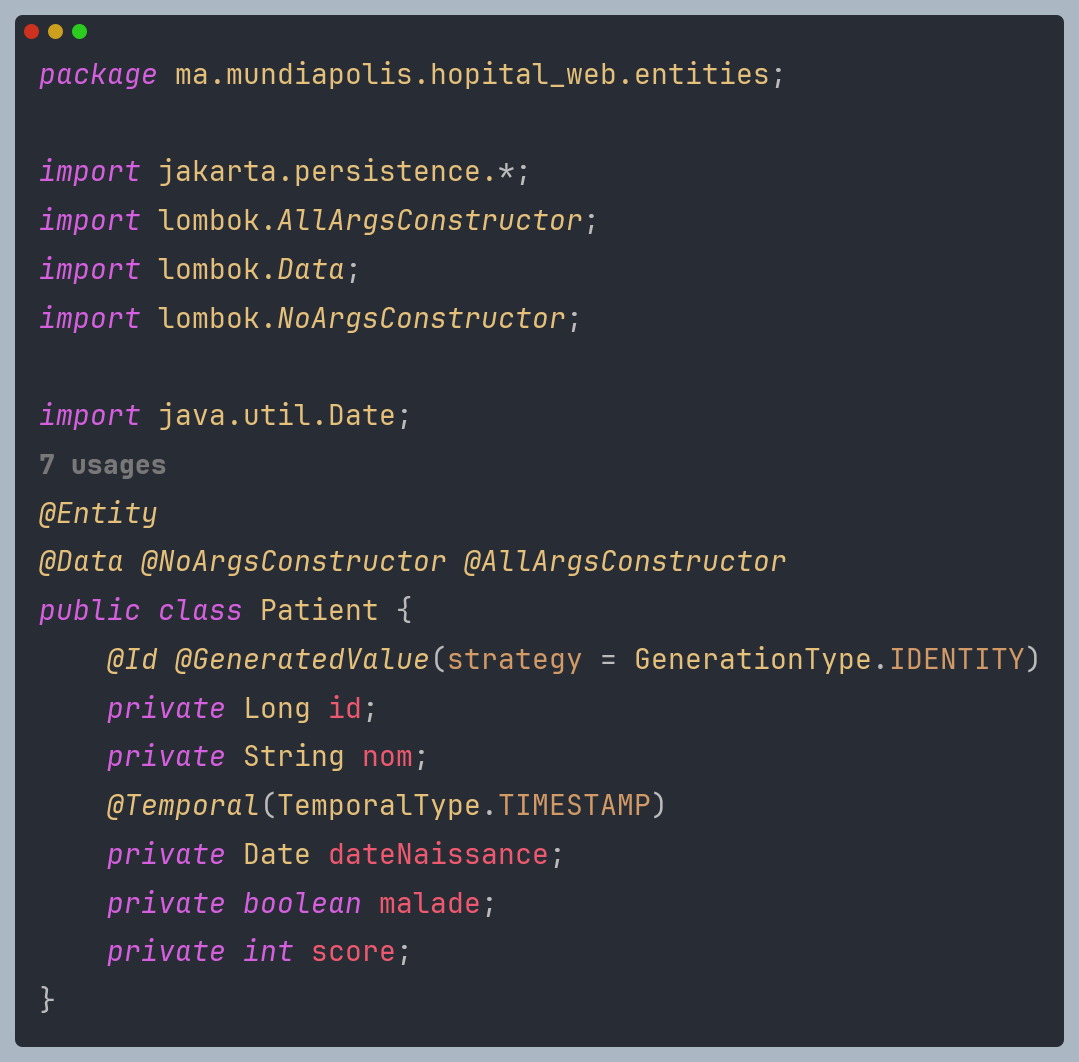 package ma.mundiapolis.hopital_web.entities;
import jakarta.persistence.*;
import lombok.AllArgsConstructor;
import lombok.Data;
import lombok.NoArgsConstructor;
import java.util.Date;
7 usages
@Entity
@Data @NoArgsConstructor @AllArgsConstructor
public class Patient {
    @Id @GeneratedValue(strategy = GenerationType.IDENTITY)
    private Long id;
    private String nom;
    @Temporal(TemporalType.TIMESTAMP)
    private Date dateNaissance;
    private boolean malade;
    private int score;
}